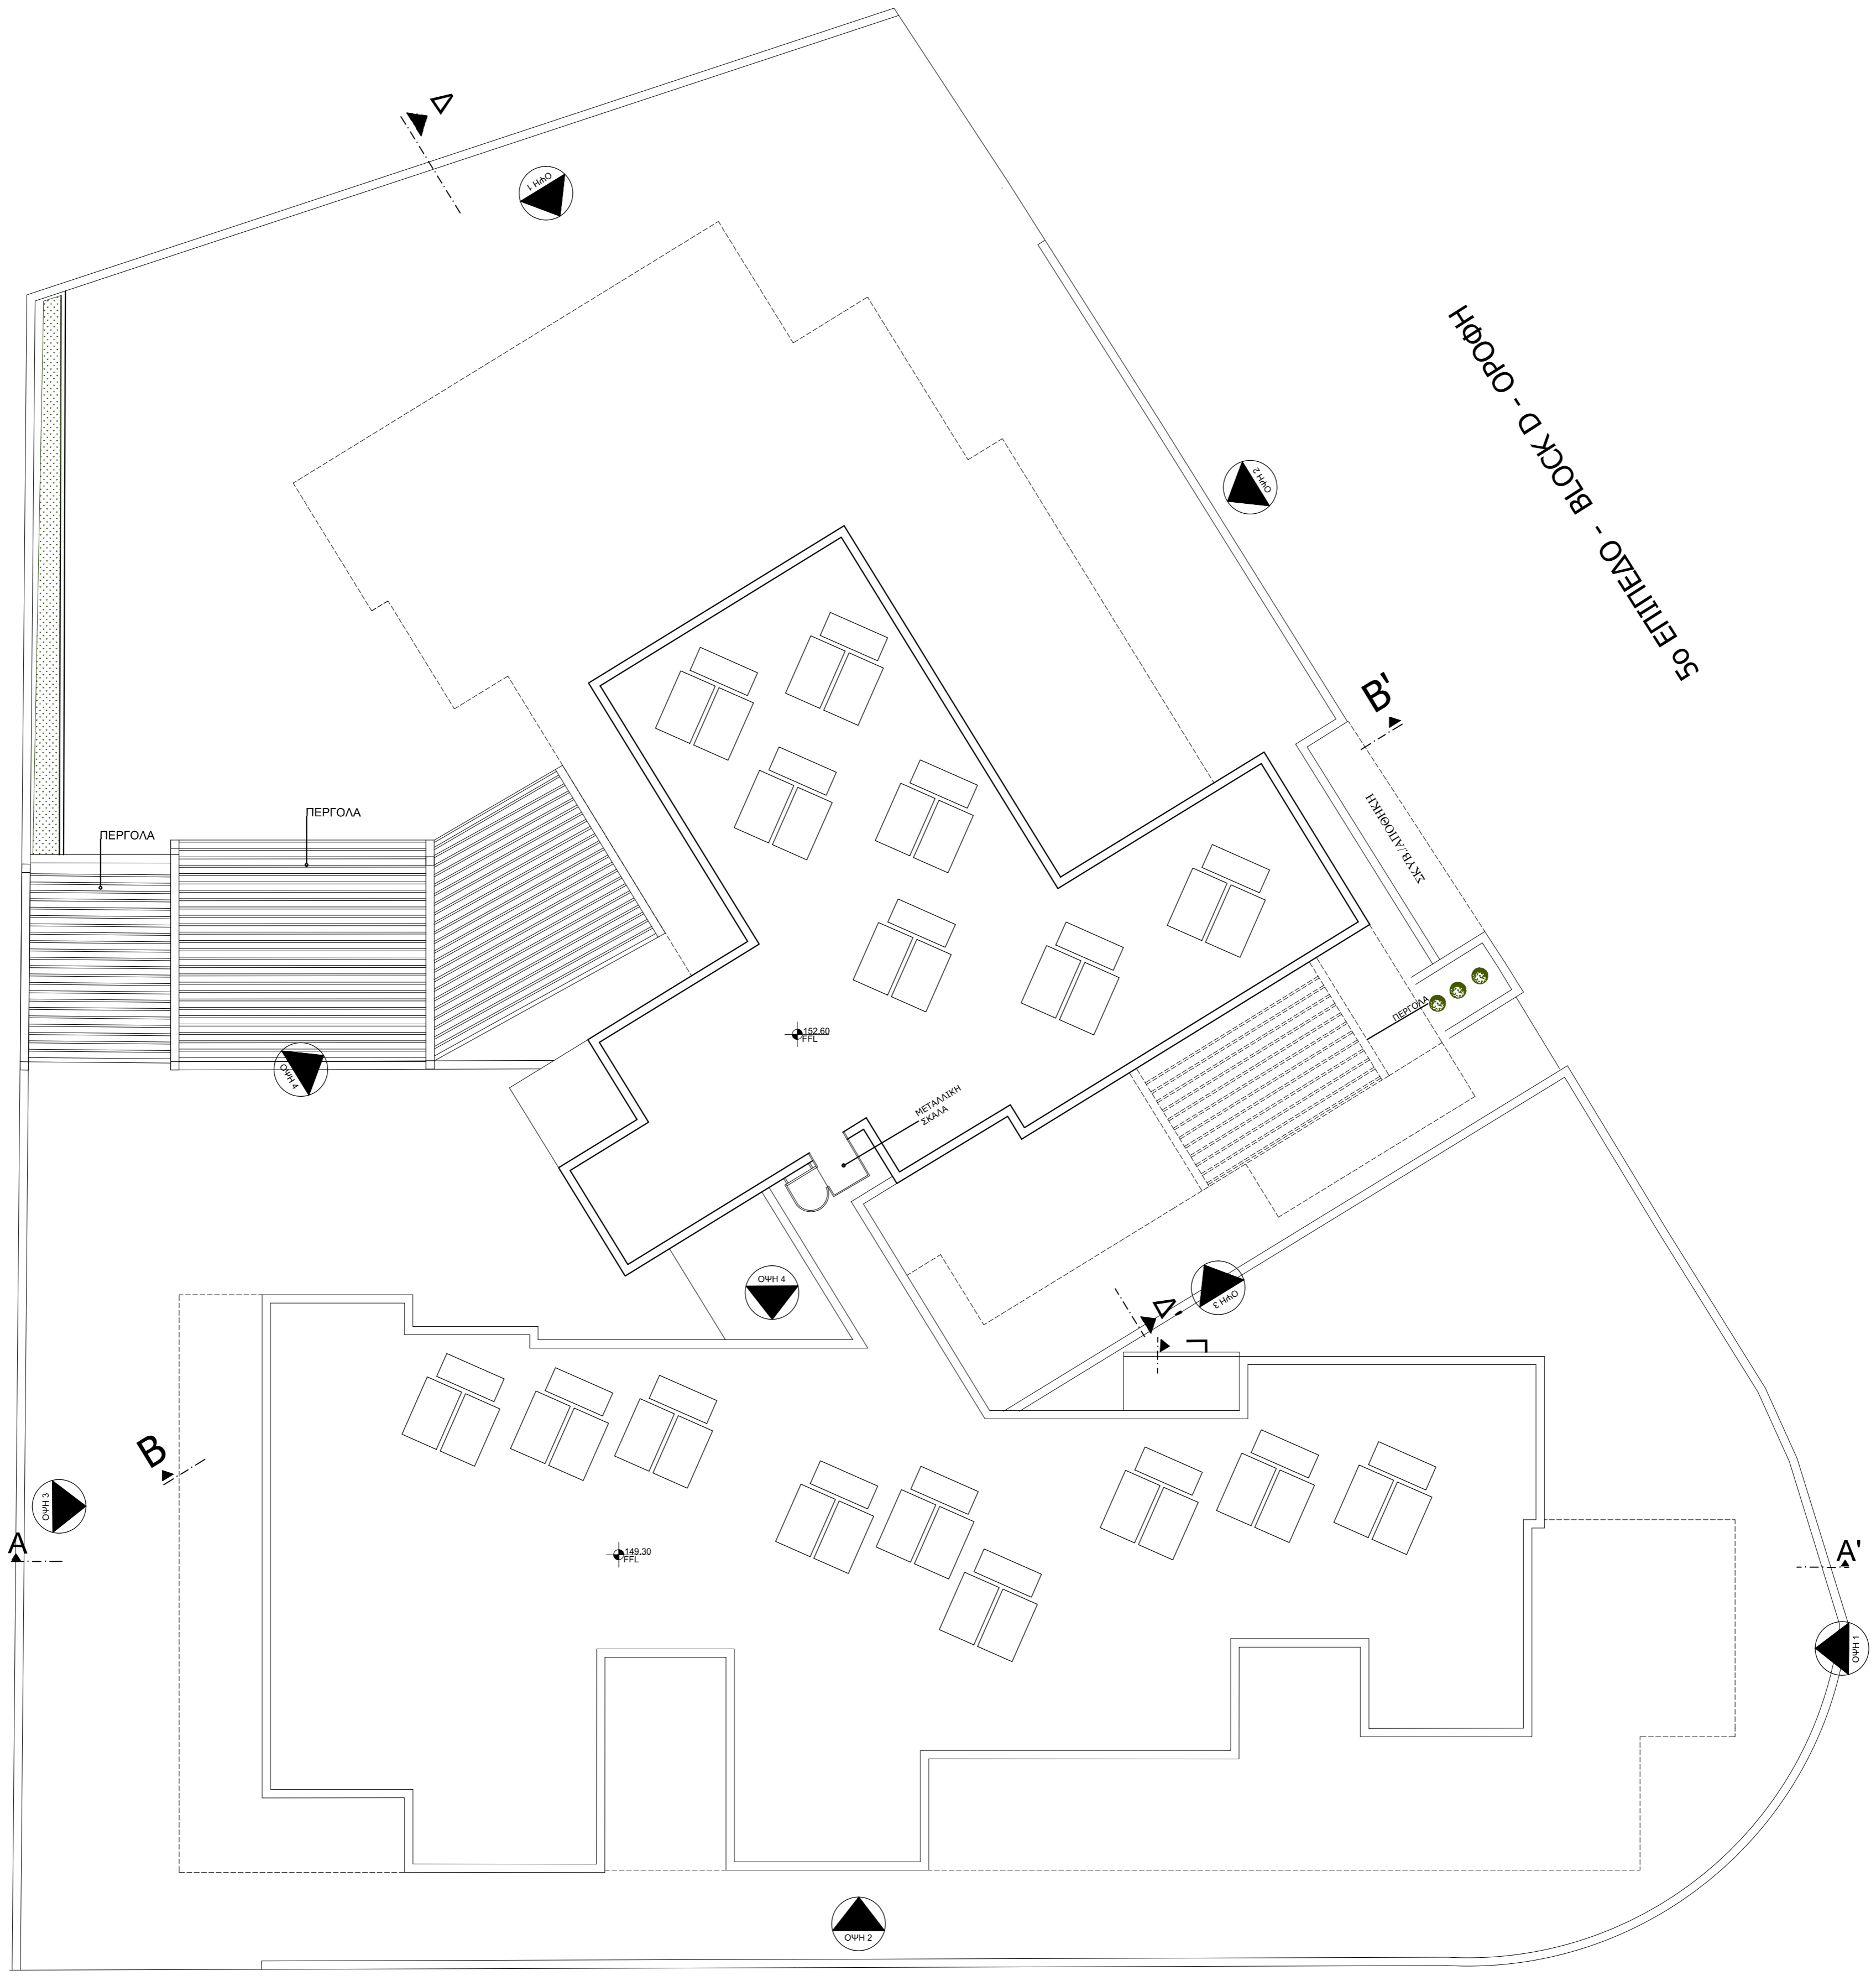 Δ
ΟΨΗ 1
ΟΨΗ 2
5ο ΕΠΙΠΕΔΟ - BLOCK D - ΟΡΟΦΗ
Β'
ΣΚΥΒ./ΑΠΟΘΗΚΗ
ΠΕΡΓΟΛΑ
ΠΕΡΓΟΛΑ
ΠΕΡΓΟΛΑ
152.60
FFL
ΟΨΗ 4
ΜΕΤΑΛΛΙΚΗ
ΣΚΑΛΑ
ΟΨΗ 4
ΟΨΗ 3
Δ'
Γ
Β
ΟΨΗ 3
Α
149.30
FFL
Α'
ΟΨΗ 1
ΟΨΗ 2